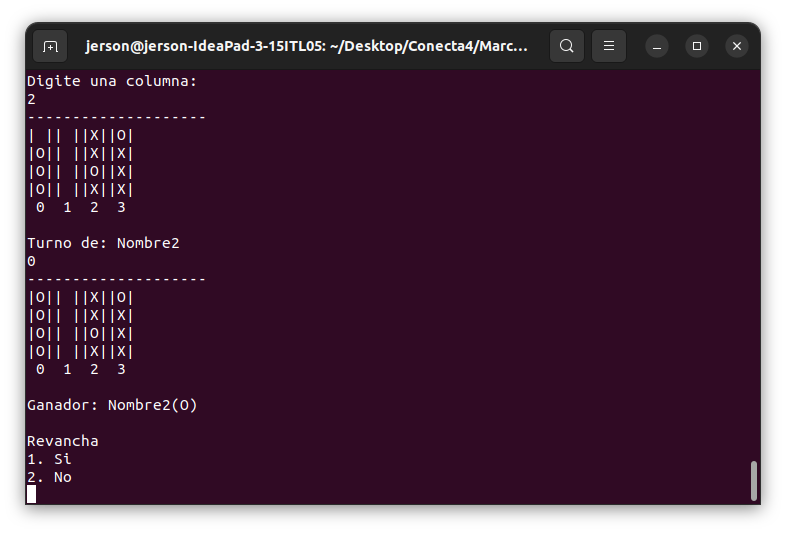 jerson@jerson-IdeaPad-3-15ITL05: ~/Desktop/Conecta4/Marc...
Digite una columna:
2
--------------------
| || ||X||O|
|O|| ||X||X|
|O|| ||O||X|
|O|| ||X||X|
 0  1  2  3
Turno de: Nombre2
0
--------------------
|O|| ||X||O|
|O|| ||X||X|
|O|| ||O||X|
|O|| ||X||X|
 0  1  2  3
Ganador: Nombre2(O)
Revancha
1. Si
2. No